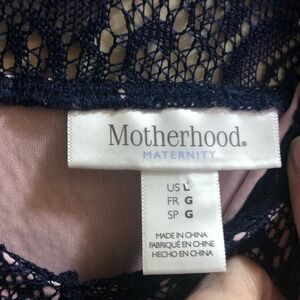 Motherhood®
MATERNITY
US L
FR G
SP G
MADE IN CHINA
FABRIQUÉ EN CHINE
HECHO EN CHINA